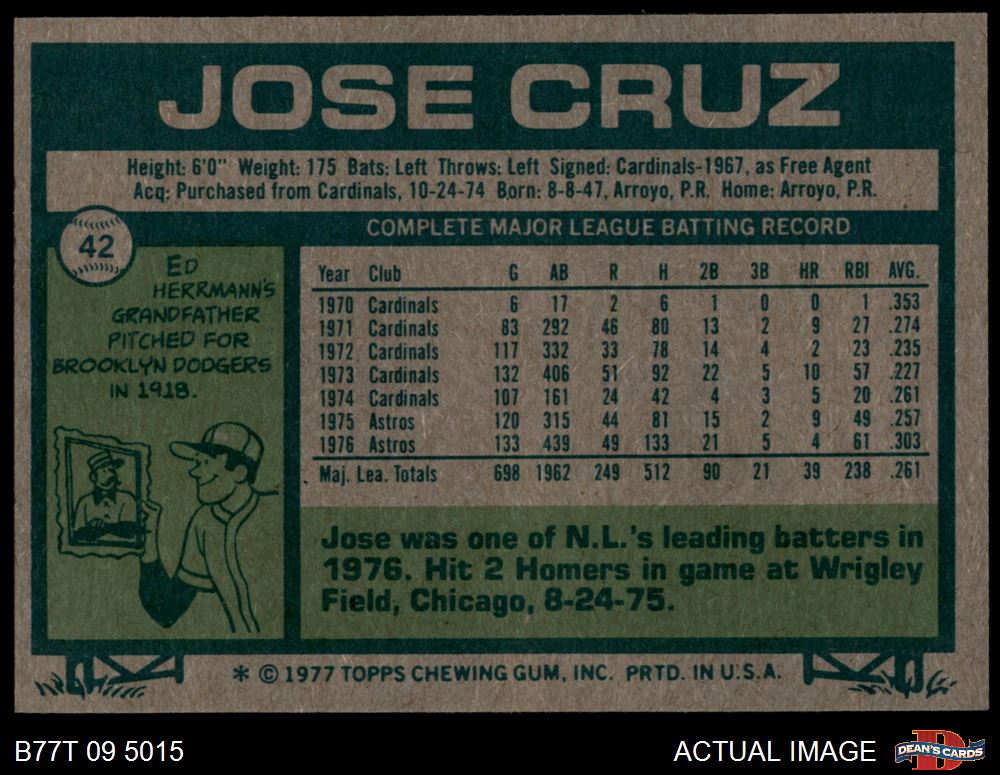 JOSE CRUZ
Height: 6'0" Weight: 175 Bats: Left Throws: Left Signed: Cardinals-1967, as Free Agent
Acq: Purchased from Cardinals, 10-24-74 Born: 8-8-47, Arroyo, P.R. Home: Arroyo, P.R.
42
ED
HERRMANN'S
GRANDFATHER
PITCHED FOR
BROOKLYN DODGERS
IN 1918.
COMPLETE MAJOR LEAGUE BATTING RECORD
Year Club G AB R H 2B 3B HR RBI AVG.
1970 Cardinals 6 17 2 6 1 0 0 1 .353
1971 Cardinals 83 292 46 80 13 2 9 27 .274
1972 Cardinals 117 332 33 78 14 4 2 23 .235
1973 Cardinals 132 406 51 92 22 5 10 57 .227
1974 Cardinals 107 161 24 42 4 3 5 20 .261
1975 Astros 120 315 44 81 15 2 9 49 .257
1976 Astros 133 439 49 133 21 5 4 61 .303
Maj. Lea. Totals 698 1962 249 512 90 21 39 238 .261
Jose was one of N.L.'s leading batters in
1976. Hit 2 Homers in game at Wrigley
Field, Chicago, 8-24-75.
* © 1977 TOPPS CHEWING GUM, INC. PRTD. IN U.S.A.
B77T 09 5015
ACTUAL IMAGE
D
DEAN'S CARDS